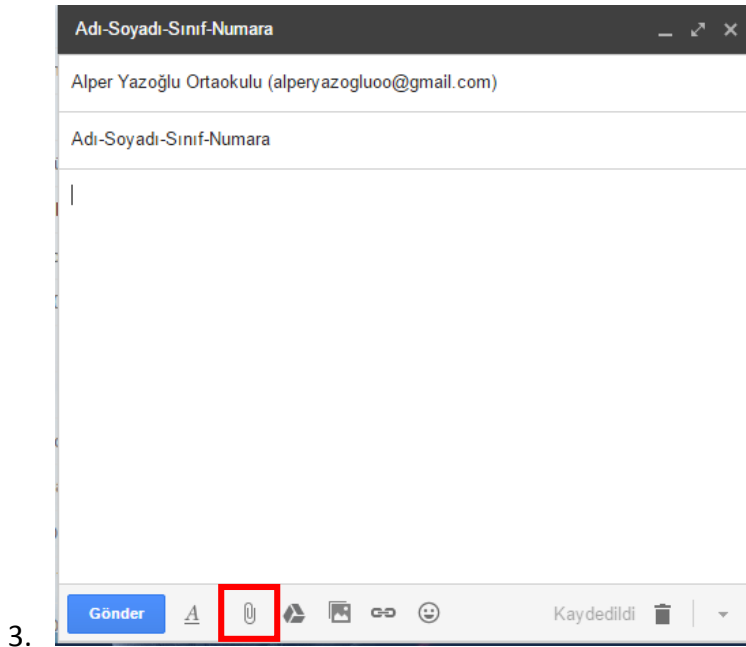 Adı-Soyadı-Sınıf-Numara
Alper Yazoğlu Ortaokulu (alperyazogluoo@gmail.com)
Adı-Soyadı-Sınıf-Numara
Gönder A Kaydedildi
3.